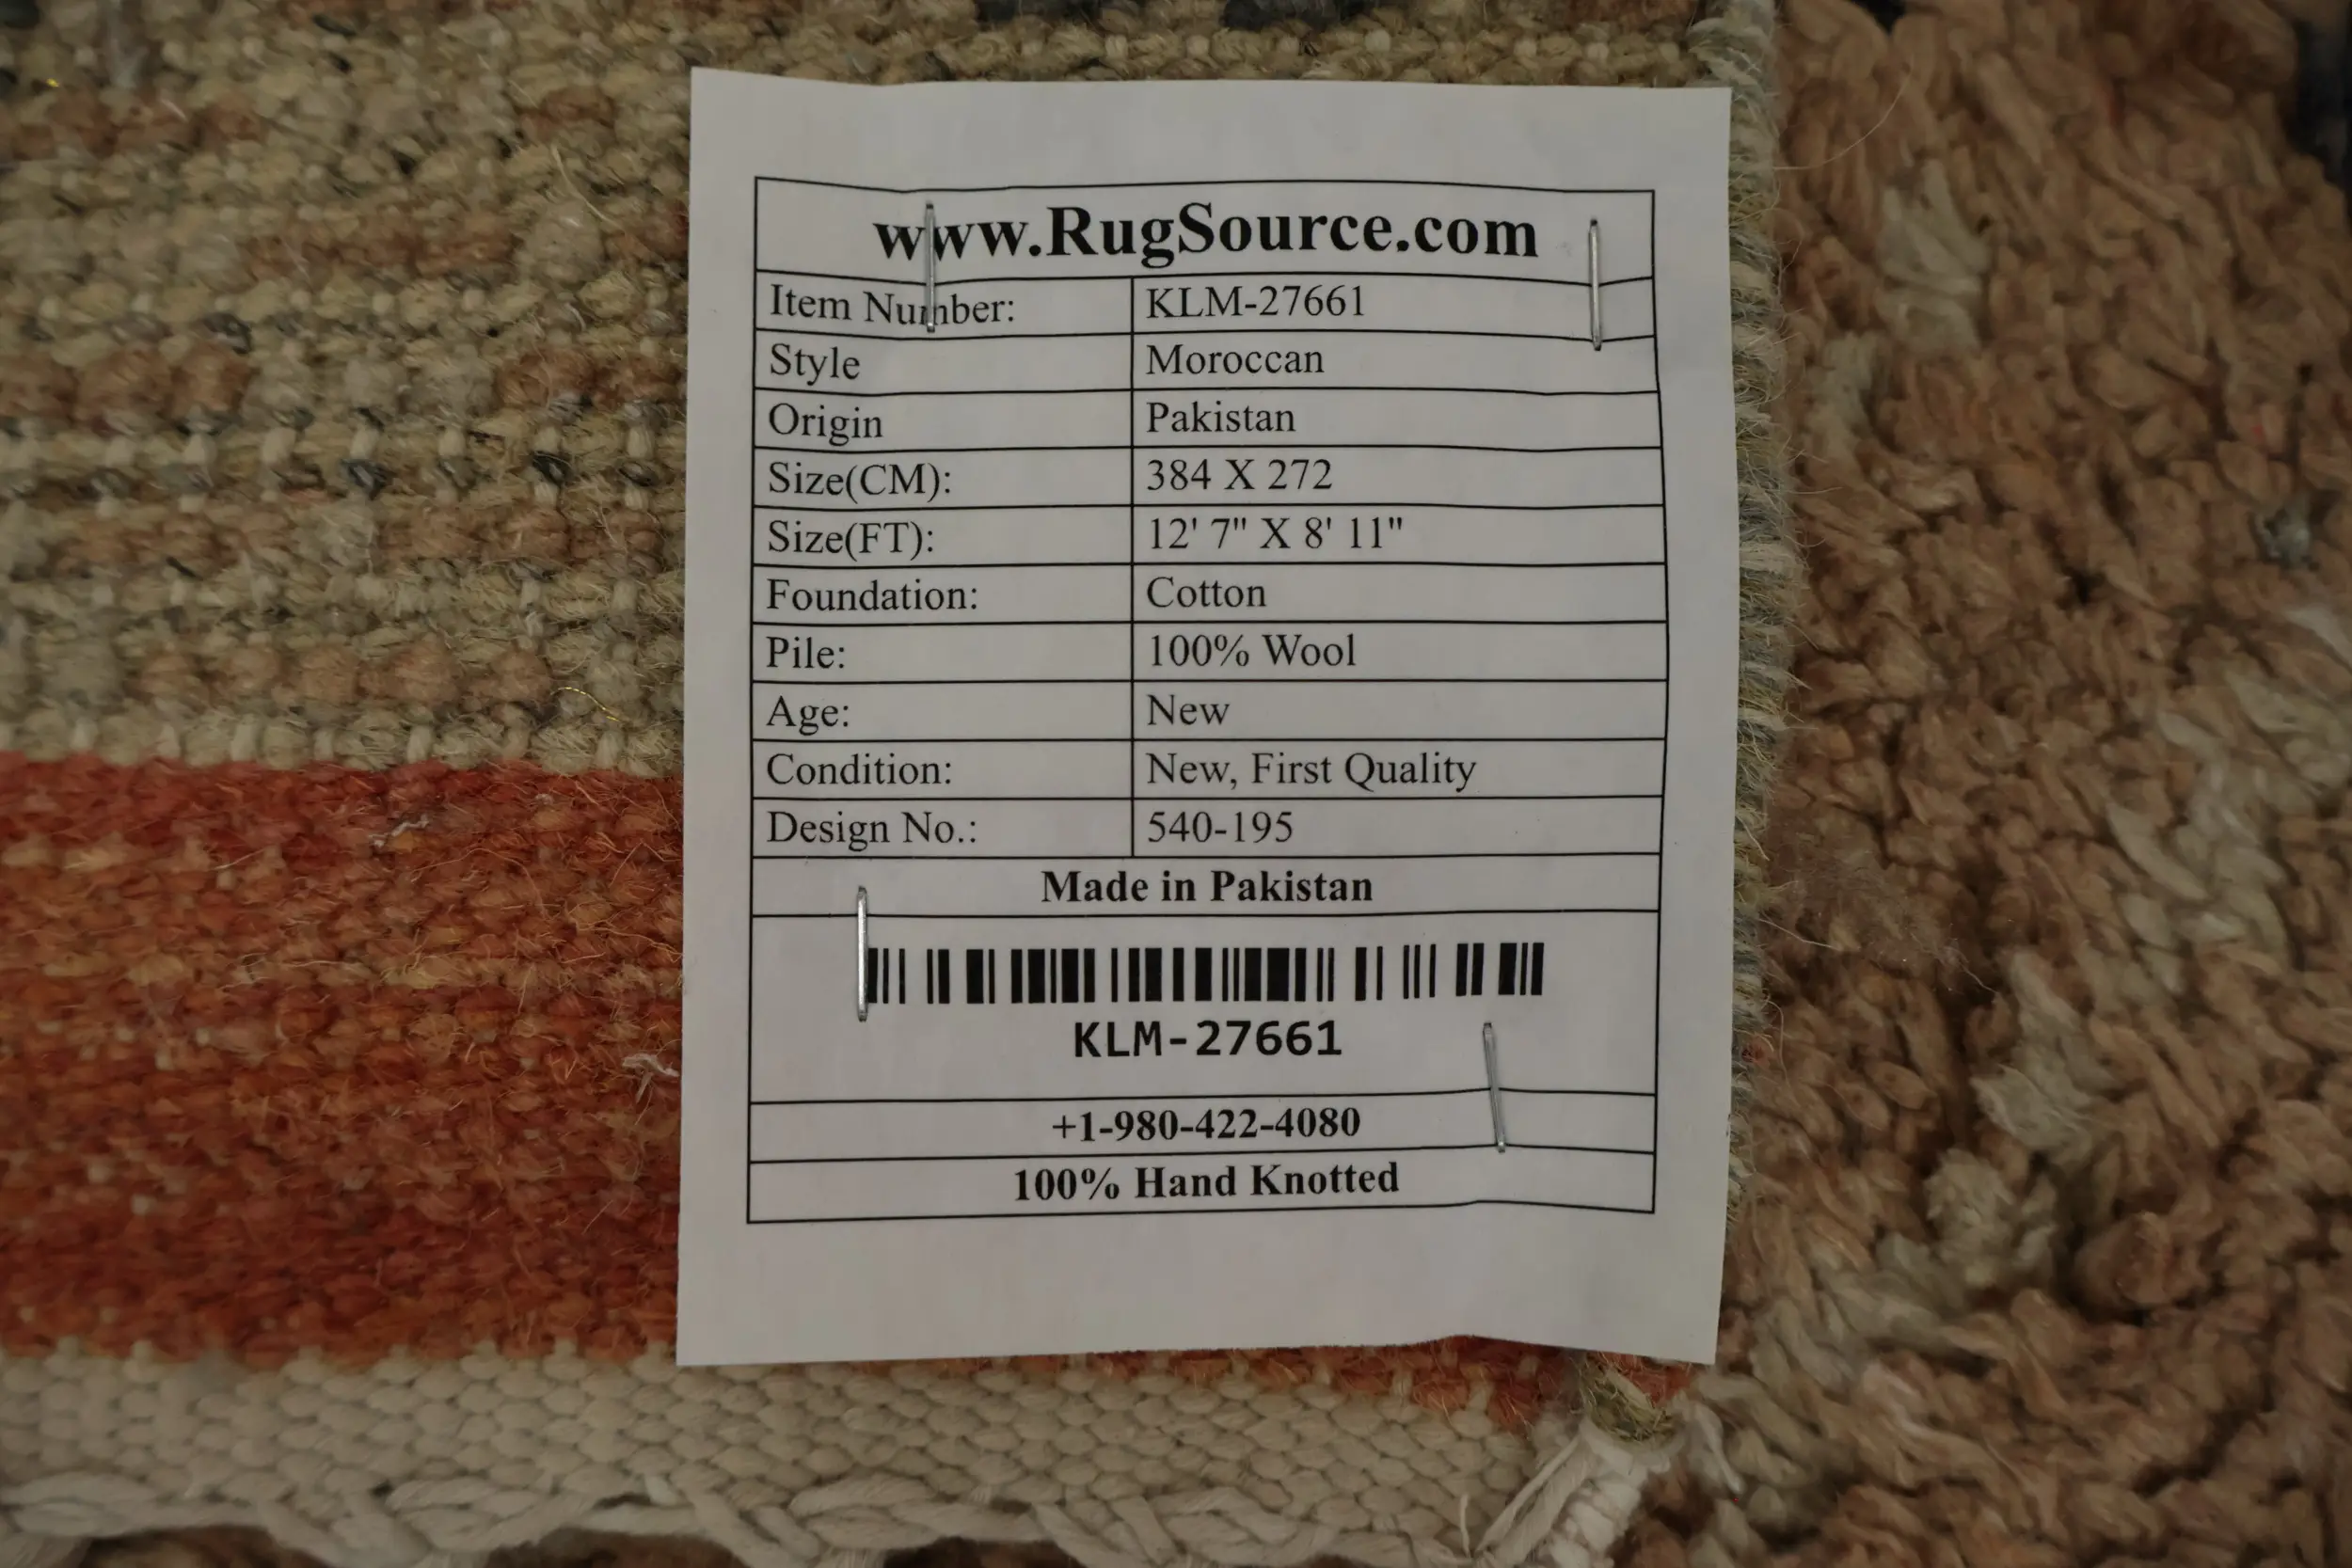 www.RugSource.com
Item Number: KLM-27661
Style Moroccan
Origin Pakistan
Size(CM): 384 X 272
Size(FT): 12' 7" X 8' 11"
Foundation: Cotton
Pile: 100% Wool
Age: New
Condition: New, First Quality
Design No.: 540-195
Made in Pakistan
KLM-27661
+1-980-422-4080
100% Hand Knotted